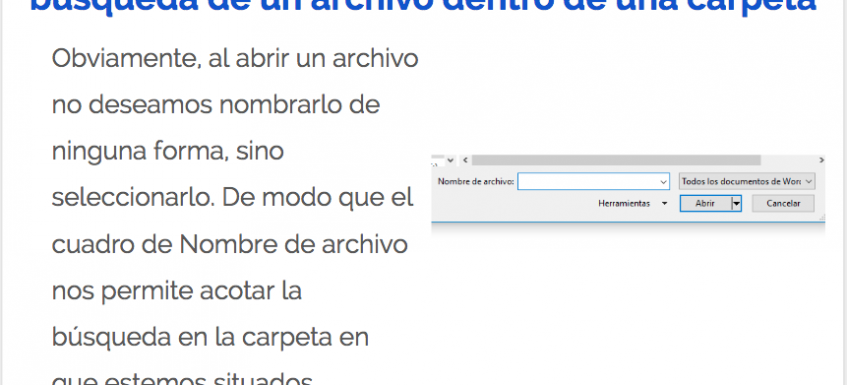 búsqueda de un archivo dentro de una carpeta
Obviamente, al abrir un archivo
no deseamos nombrarlo de
ninguna forma, sino
seleccionarlo. De modo que el
cuadro de Nombre de archivo
nos permite acotar la
búsqueda en la carpeta en
que estemos situados
Nombre de archivo:
Todos los documentos de Wor
Herramientas
Abrir
Cancelar